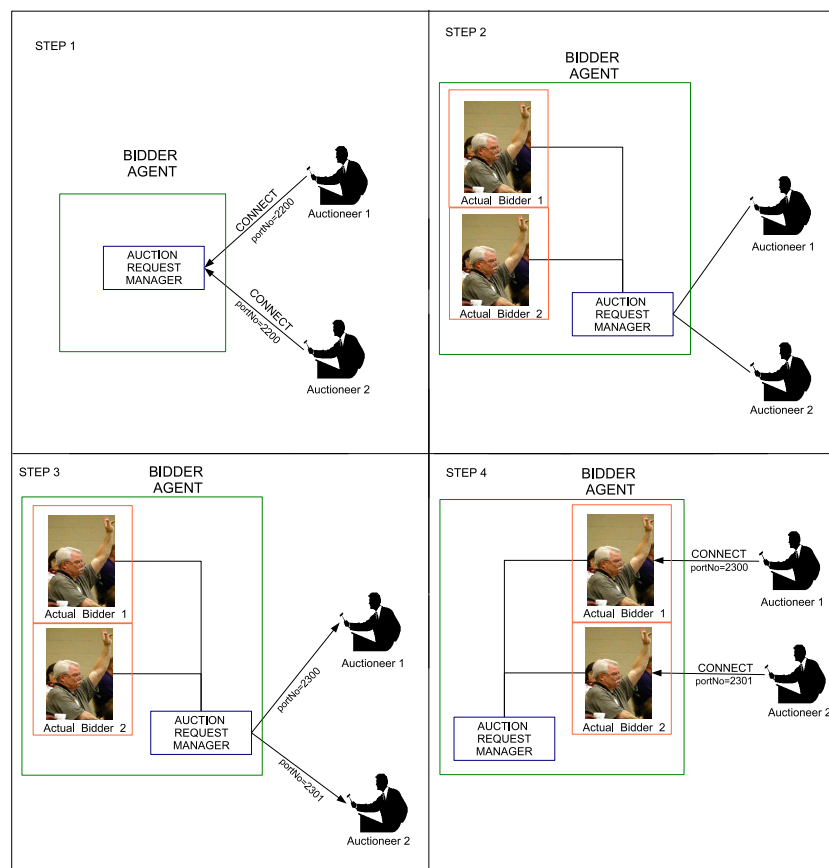 STEP 1
BIDDER
AGENT
CONNECT
portNo=2200
Auctioneer 1
AUCTION
REQUEST
MANAGER
CONNECT
portNo=2200
Auctioneer 2
STEP 2
BIDDER
AGENT
Actual Bidder 1
Actual Bidder 2
AUCTION
REQUEST
MANAGER
Auctioneer 1
Auctioneer 2
STEP 3
BIDDER
AGENT
Actual Bidder 1
Actual Bidder 2
AUCTION
REQUEST
MANAGER
portNo=2300
Auctioneer 1
portNo=2301
Auctioneer 2
STEP 4
BIDDER
AGENT
Actual Bidder 1
CONNECT
portNo=2300
Auctioneer 1
Actual Bidder 2
CONNECT
portNo=2301
Auctioneer 2
AUCTION
REQUEST
MANAGER